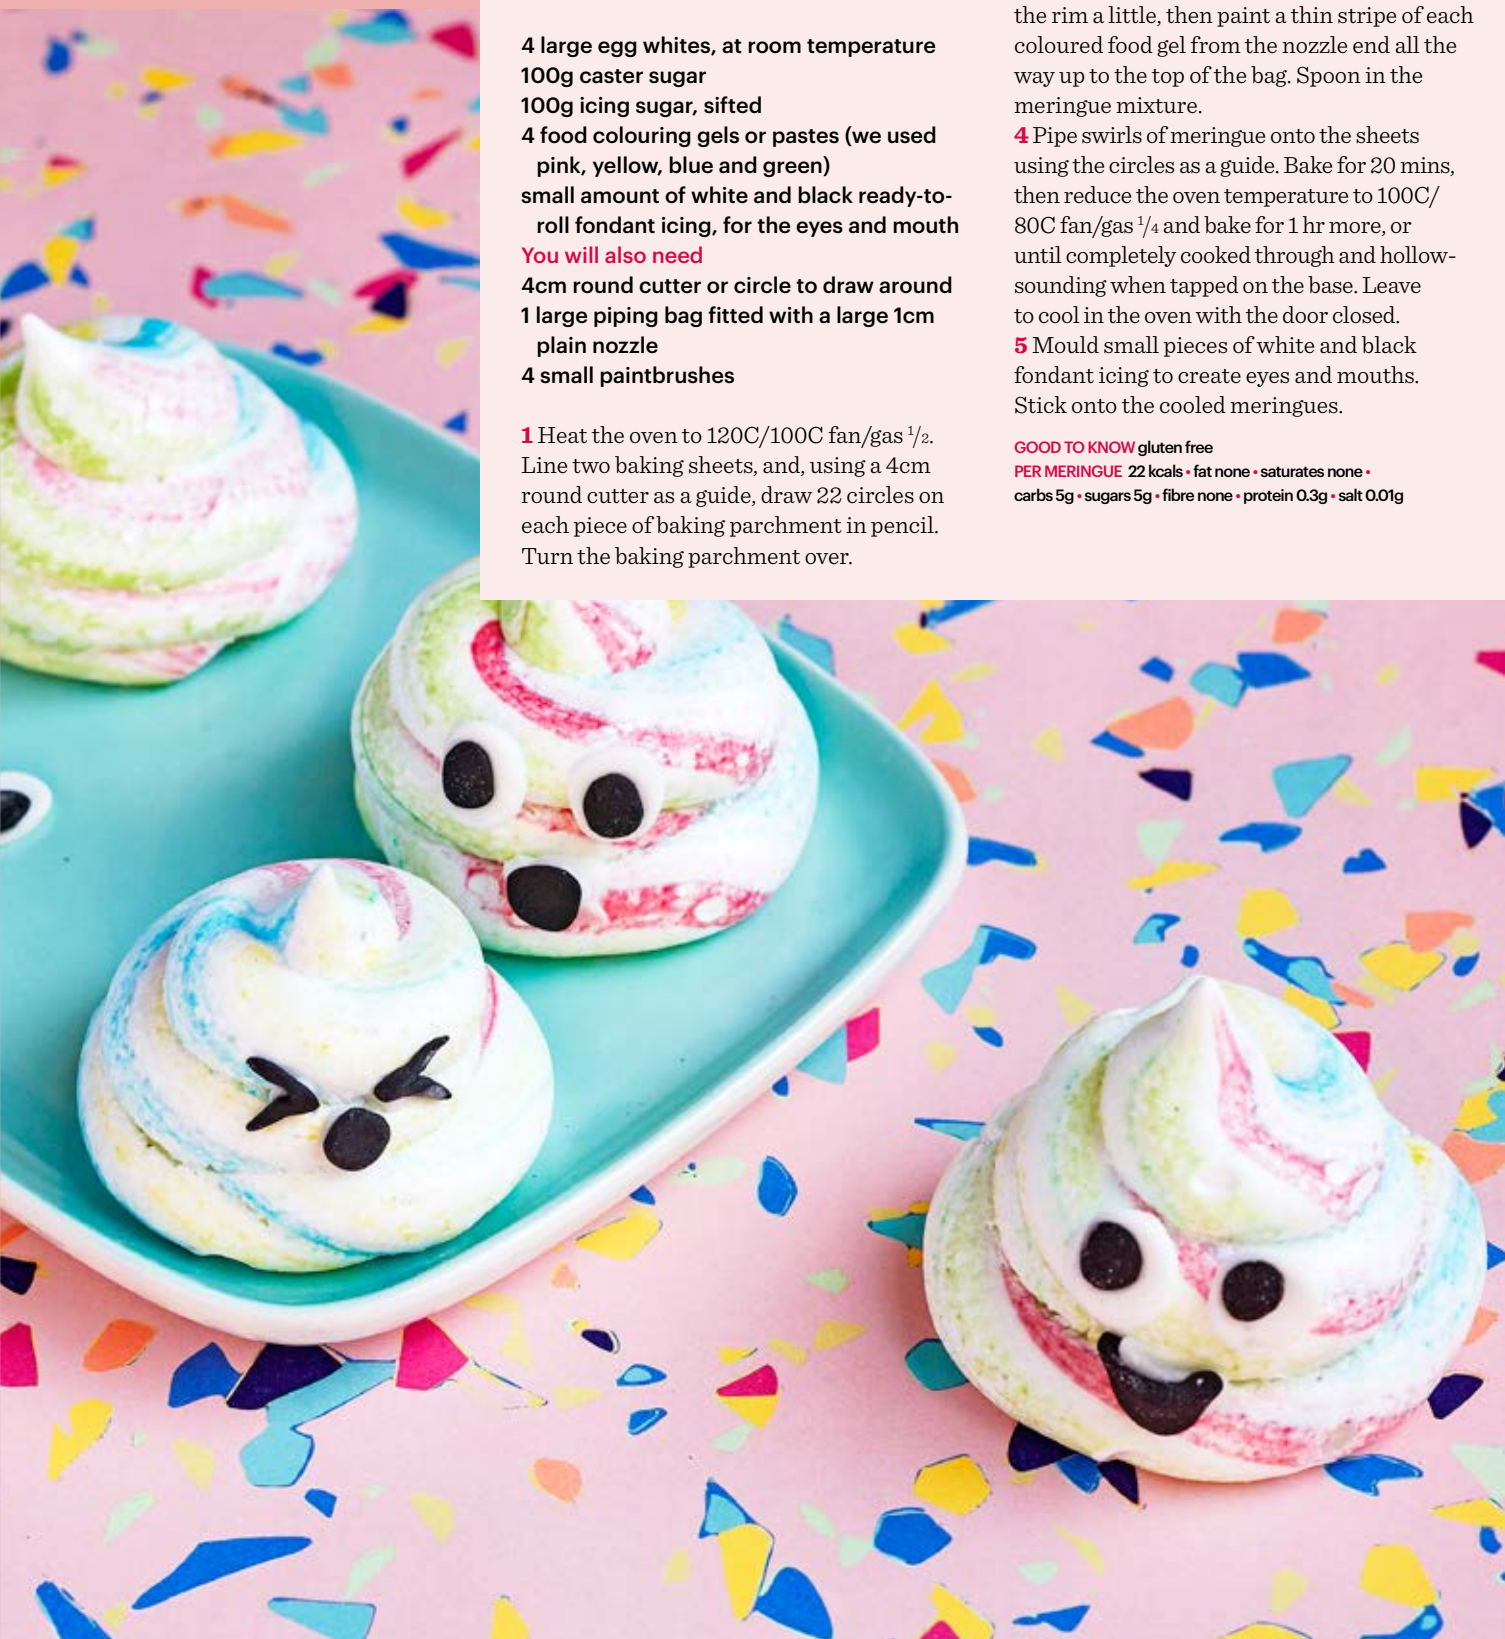 4 large egg whites, at room temperature
100g caster sugar
100g icing sugar, sifted
4 food colouring gels or pastes (we used
pink, yellow, blue and green)
small amount of white and black ready-to-
roll fondant icing, for the eyes and mouth
You will also need
4cm round cutter or circle to draw around
1 large piping bag fitted with a large 1cm
plain nozzle
4 small paintbrushes
1 Heat the oven to 120C/100C fan/gas 1/2.
Line two baking sheets, and, using a 4cm
round cutter as a guide, draw 22 circles on
each piece of baking parchment in pencil.
Turn the baking parchment over.
the rim a little, then paint a thin stripe of each
coloured food gel from the nozzle end all the
way up to the top of the bag. Spoon in the
meringue mixture.
4 Pipe swirls of meringue onto the sheets
using the circles as a guide. Bake for 20 mins,
then reduce the oven temperature to 100C/
80C fan/gas 1/4 and bake for 1 hr more, or
until completely cooked through and hollow-
sounding when tapped on the base. Leave
to cool in the oven with the door closed.
5 Mould small pieces of white and black
fondant icing to create eyes and mouths.
Stick onto the cooled meringues.
GOOD TO KNOW gluten free
PER MERINGUE 22 kcals • fat none • saturates none •
carbs 5g • sugars 5g • fibre none • protein 0.3g • salt 0.01g